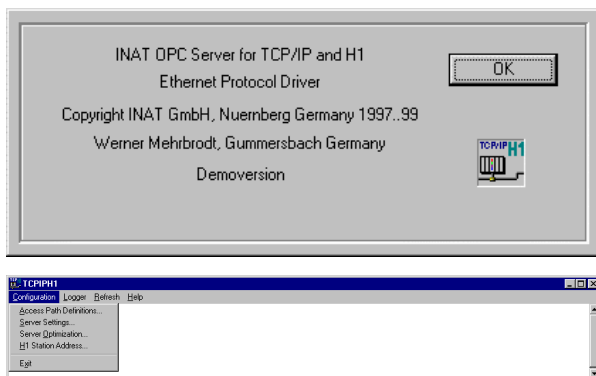 INAT OPC Server for TCP/IP and H1
Ethernet Protocol Driver
OK
Copyright INAT GmbH, Nuernberg Germany 1997..99
Werner Mehrbrodt, Gummersbach Germany
TCP/IP H1
Demoversion
TCPIPH1
Configuration Logger Refresh Help
Access Path Definitions...
Server Settings...
Server Optimization...
H1 Station Address...
Exit